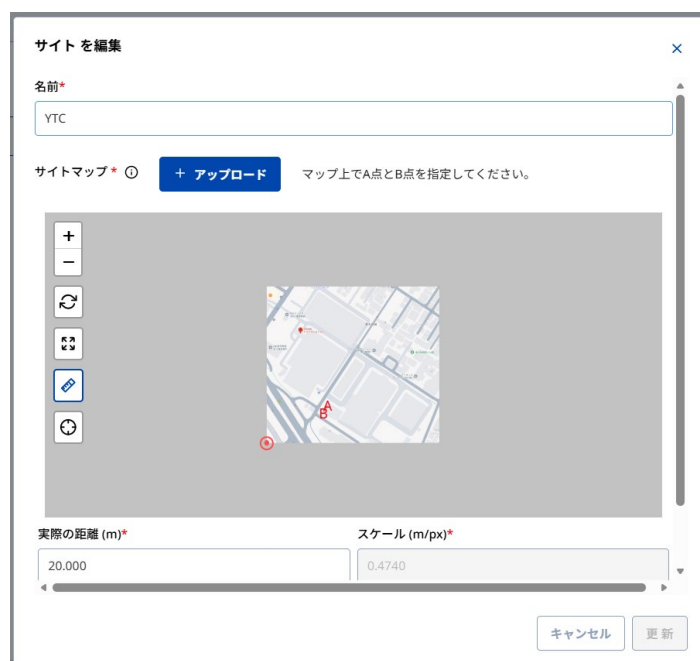 サイト を編集
×
名前*
YTC
サイトマップ* + アップロード マップ上でA点とB点を指定してください。
+
−
A
B
実際の距離 (m)* スケール (m/px)*
20.000 0.4740
キャンセル 更新